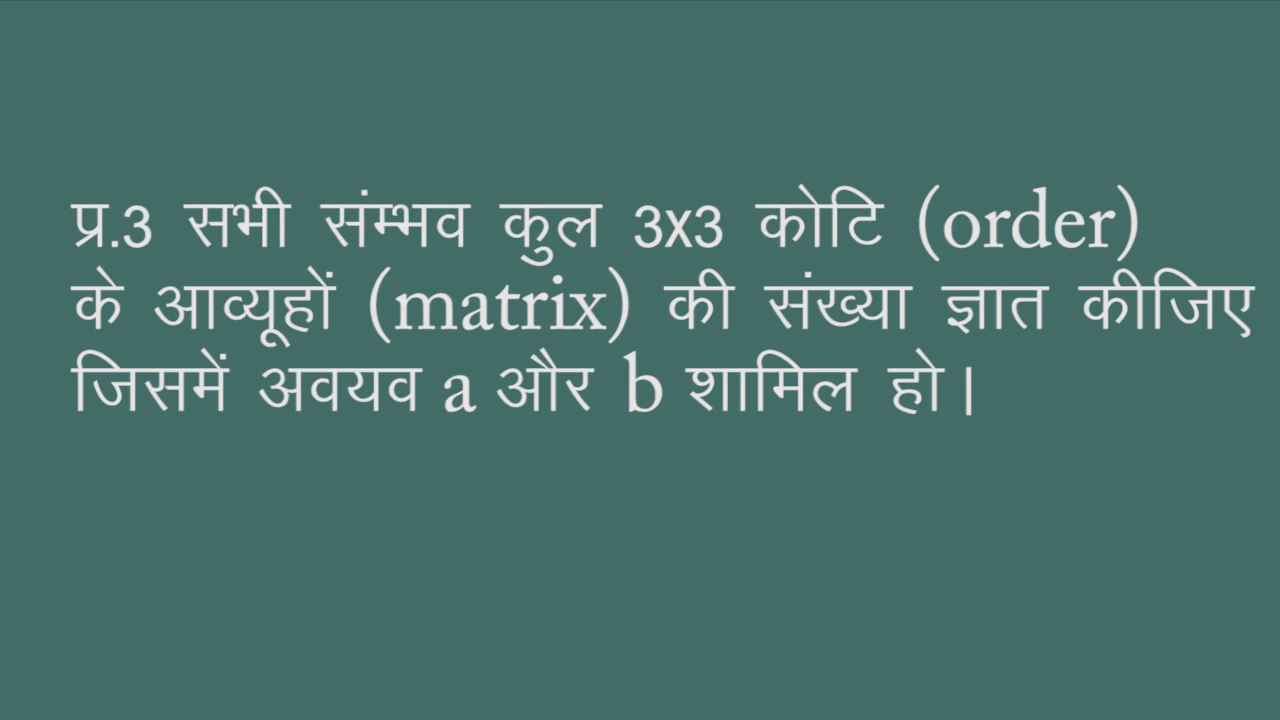 प्र.3 सभी संम्भव कुल 3x3 कोटि (order)
के आव्यूहों (matrix) की संख्या ज्ञात कीजिए
जिसमें अवयव a और b शामिल हो।